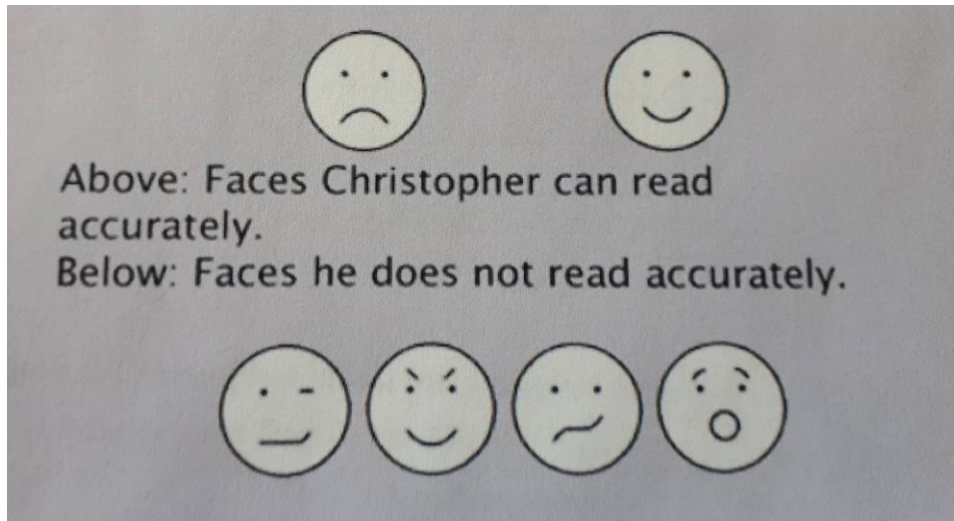 Above: Faces Christopher can read
accurately.
Below: Faces he does not read accurately.